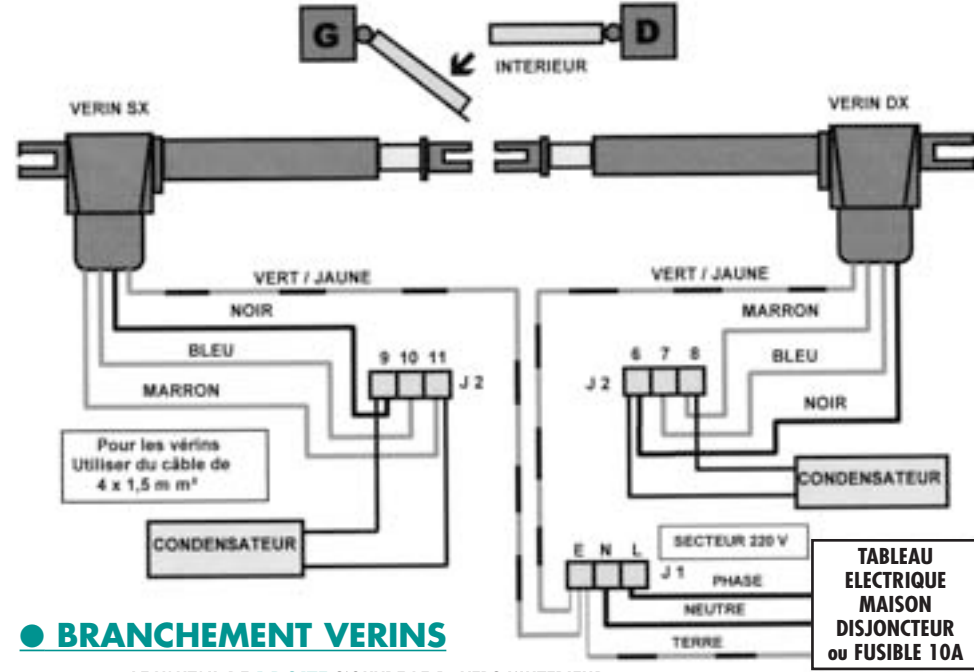 G
D
INTERIEUR
VERIN SX
VERIN DX
VERT / JAUNE
NOIR
BLEU
MARRON
9 10 11
J 2
Pour les vérins
Utiliser du câble de
4 x 1,5 m m²
CONDENSATEUR
VERT / JAUNE
MARRON
BLEU
NOIR
6 7 8
J 2
CONDENSATEUR
SECTEUR 220 V
E N L
J 1
PHASE
NEUTRE
TERRE
TABLEAU
ELECTRIQUE
MAISON
DISJONCTEUR
ou FUSIBLE 10A
● BRANCHEMENT VERINS